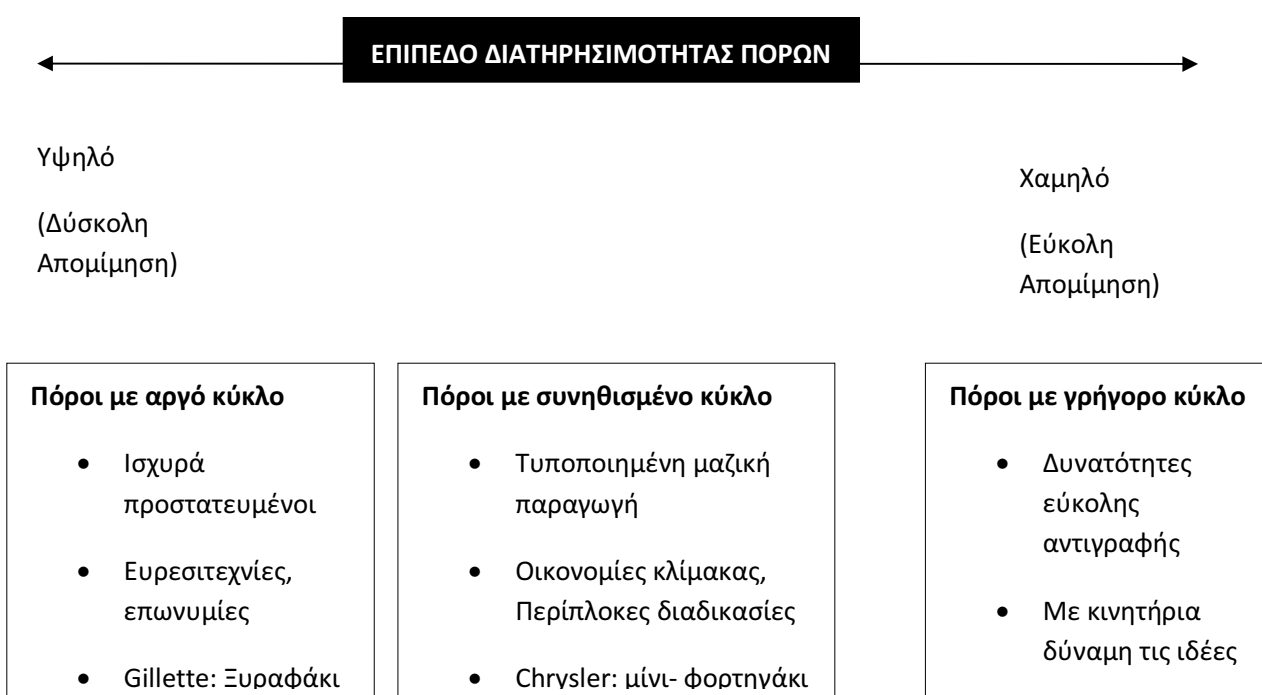 ΕΠΙΠΕΔΟ ΔΙΑΤΗΡΗΣΙΜΟΤΗΤΑΣ ΠΟΡΩΝ
Υψηλό
(Δύσκολη
Απομίμηση)
Χαμηλό
(Εύκολη
Απομίμηση)
Πόροι με αργό κύκλο
• Ισχυρά
προστατευμένοι
• Ευρεσιτεχνίες,
επωνυμίες
• Gillette: Ξυραφάκι
Πόροι με συνηθισμένο κύκλο
• Τυποποιημένη μαζική
παραγωγή
• Οικονομίες κλίμακας,
Περίπλοκες διαδικασίες
• Chrysler: μίνι- φορτηγάκι
Πόροι με γρήγορο κύκλο
• Δυνατότητες
εύκολης
αντιγραφής
• Με κινητήρια
δύναμη τις ιδέες